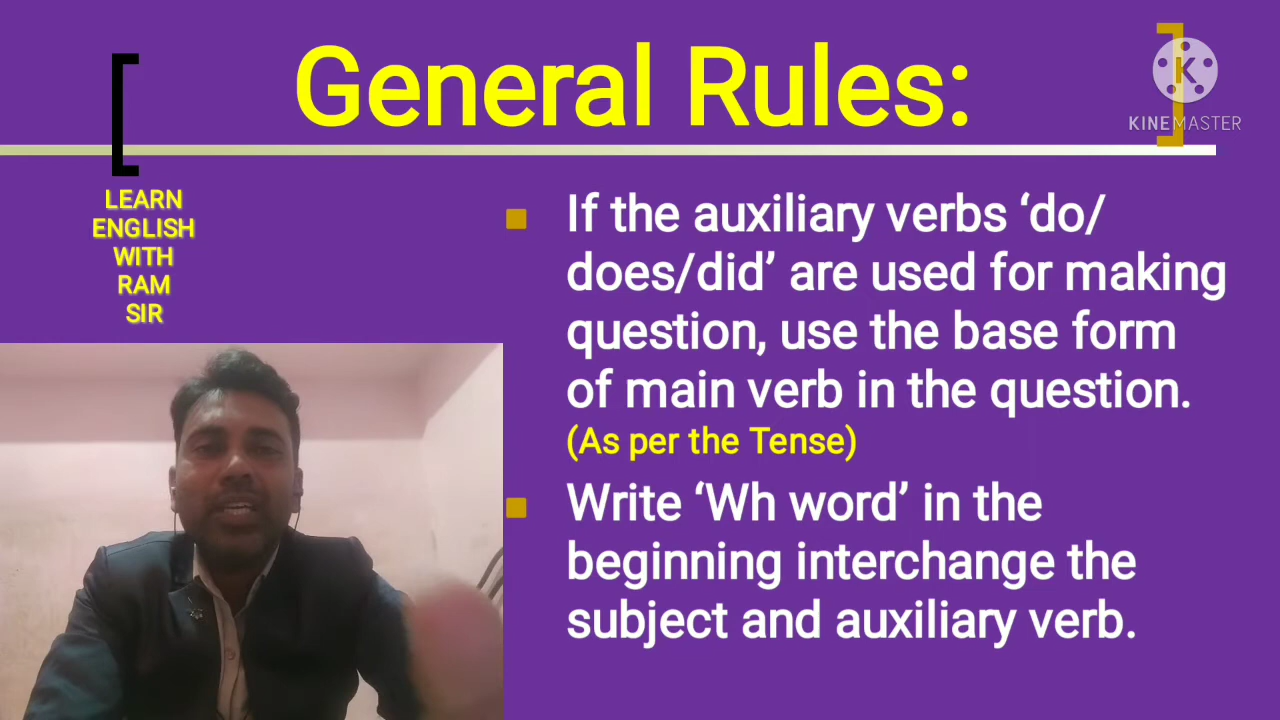 General Rules:
KINEMASTER
LEARN
ENGLISH
WITH
RAM
SIR
If the auxiliary verbs ‘do/
does/did’ are used for making
question, use the base form
of main verb in the question.
(As per the Tense)
Write ‘Wh word’ in the
beginning interchange the
subject and auxiliary verb.